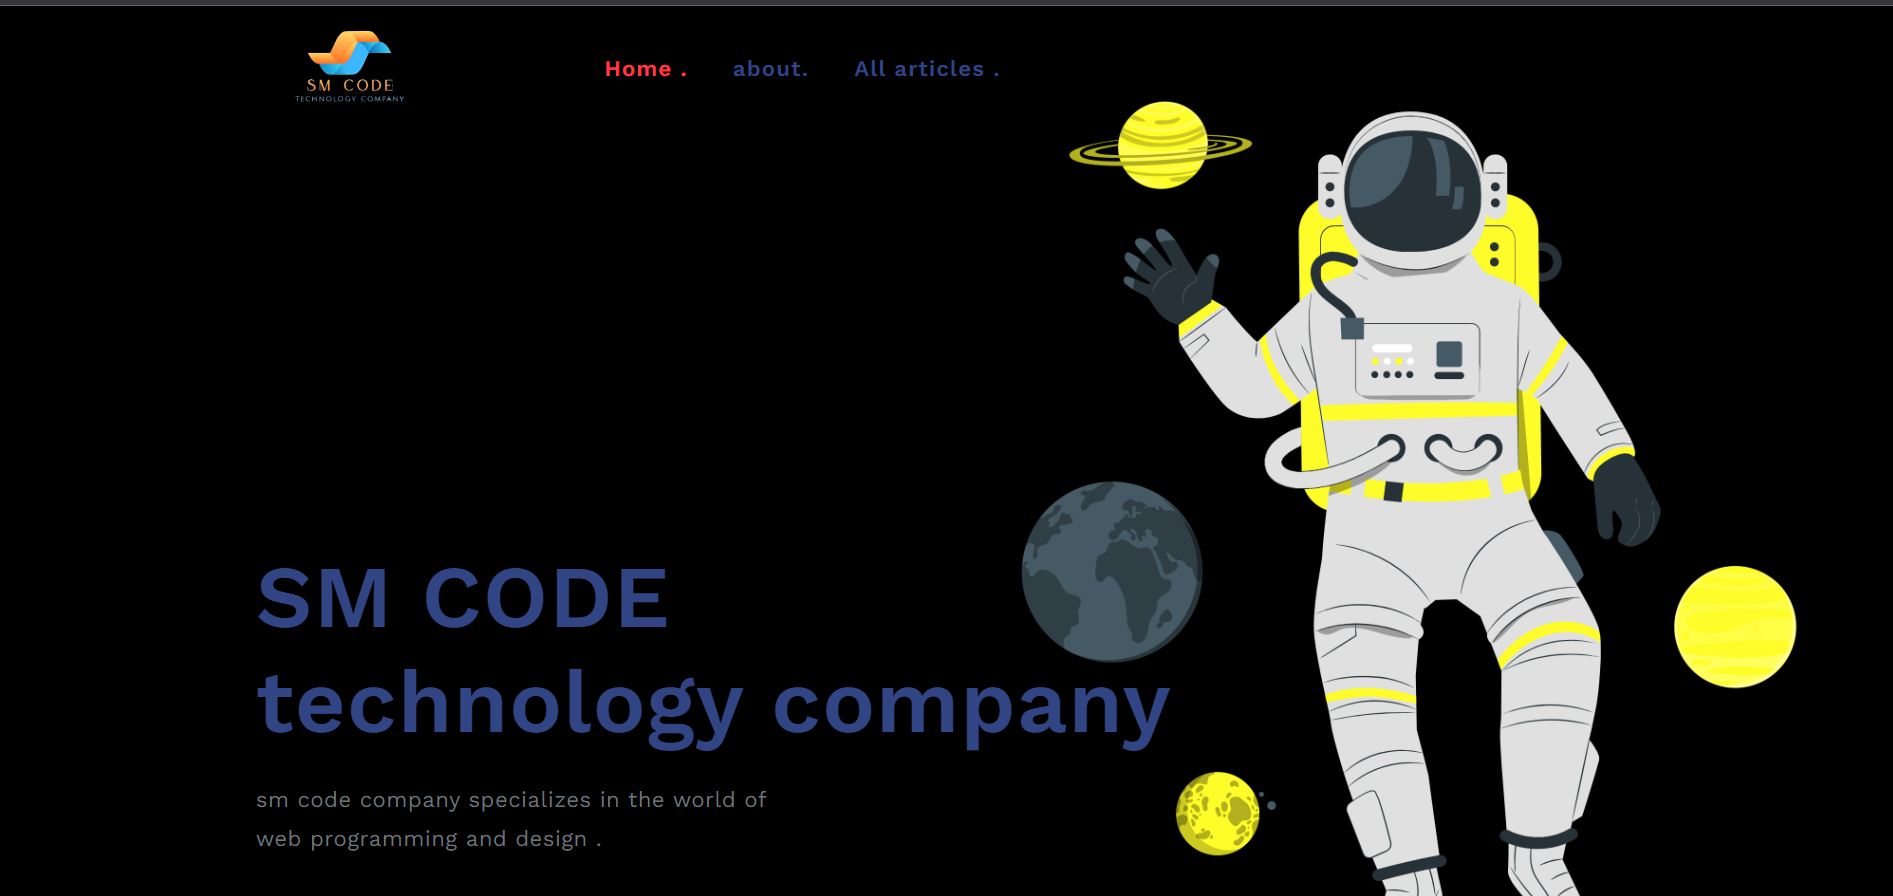 SM CODE
TECHNOLOGY COMPANY
Home .
about.
All articles .
SM CODE
technology company
sm code company specializes in the world of
web programming and design .